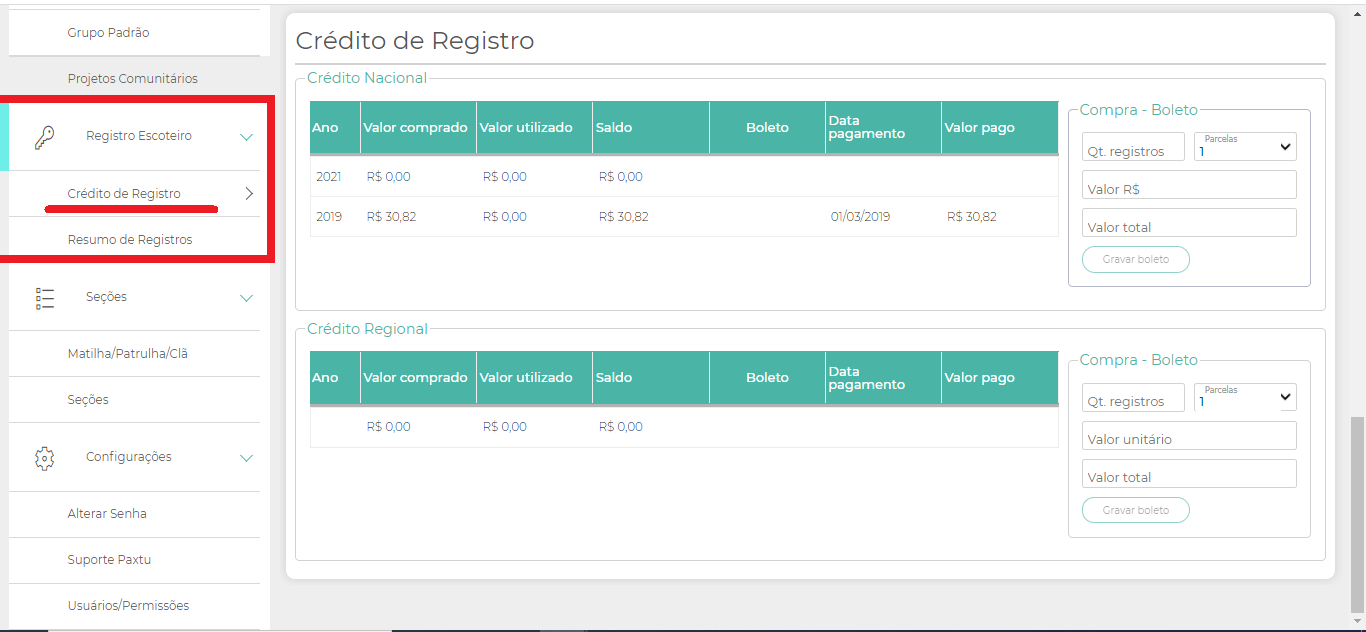 Grupo Padrão
Projetos Comunitários
Registro Escoteiro
Crédito de Registro
Resumo de Registros
Seções
Matilha/Patrulha/Clã
Seções
Configurações
Alterar Senha
Suporte Paxtu
Usuários/Permissões
Crédito de Registro
Crédito Nacional
Ano Valor comprado Valor utilizado Saldo Boleto Data pagamento Valor pago
2021 R$ 0,00 R$ 0,00 R$ 0,00
2019 R$ 30,82 R$ 0,00 R$ 30,82 01/03/2019 R$ 30,82
Compra - Boleto
Qt. registros Parcelas 1
Valor R$
Valor total
Gravar boleto
Crédito Regional
Ano Valor comprado Valor utilizado Saldo Boleto Data pagamento Valor pago
R$ 0,00 R$ 0,00 R$ 0,00
Compra - Boleto
Qt. registros Parcelas 1
Valor unitário
Valor total
Gravar boleto